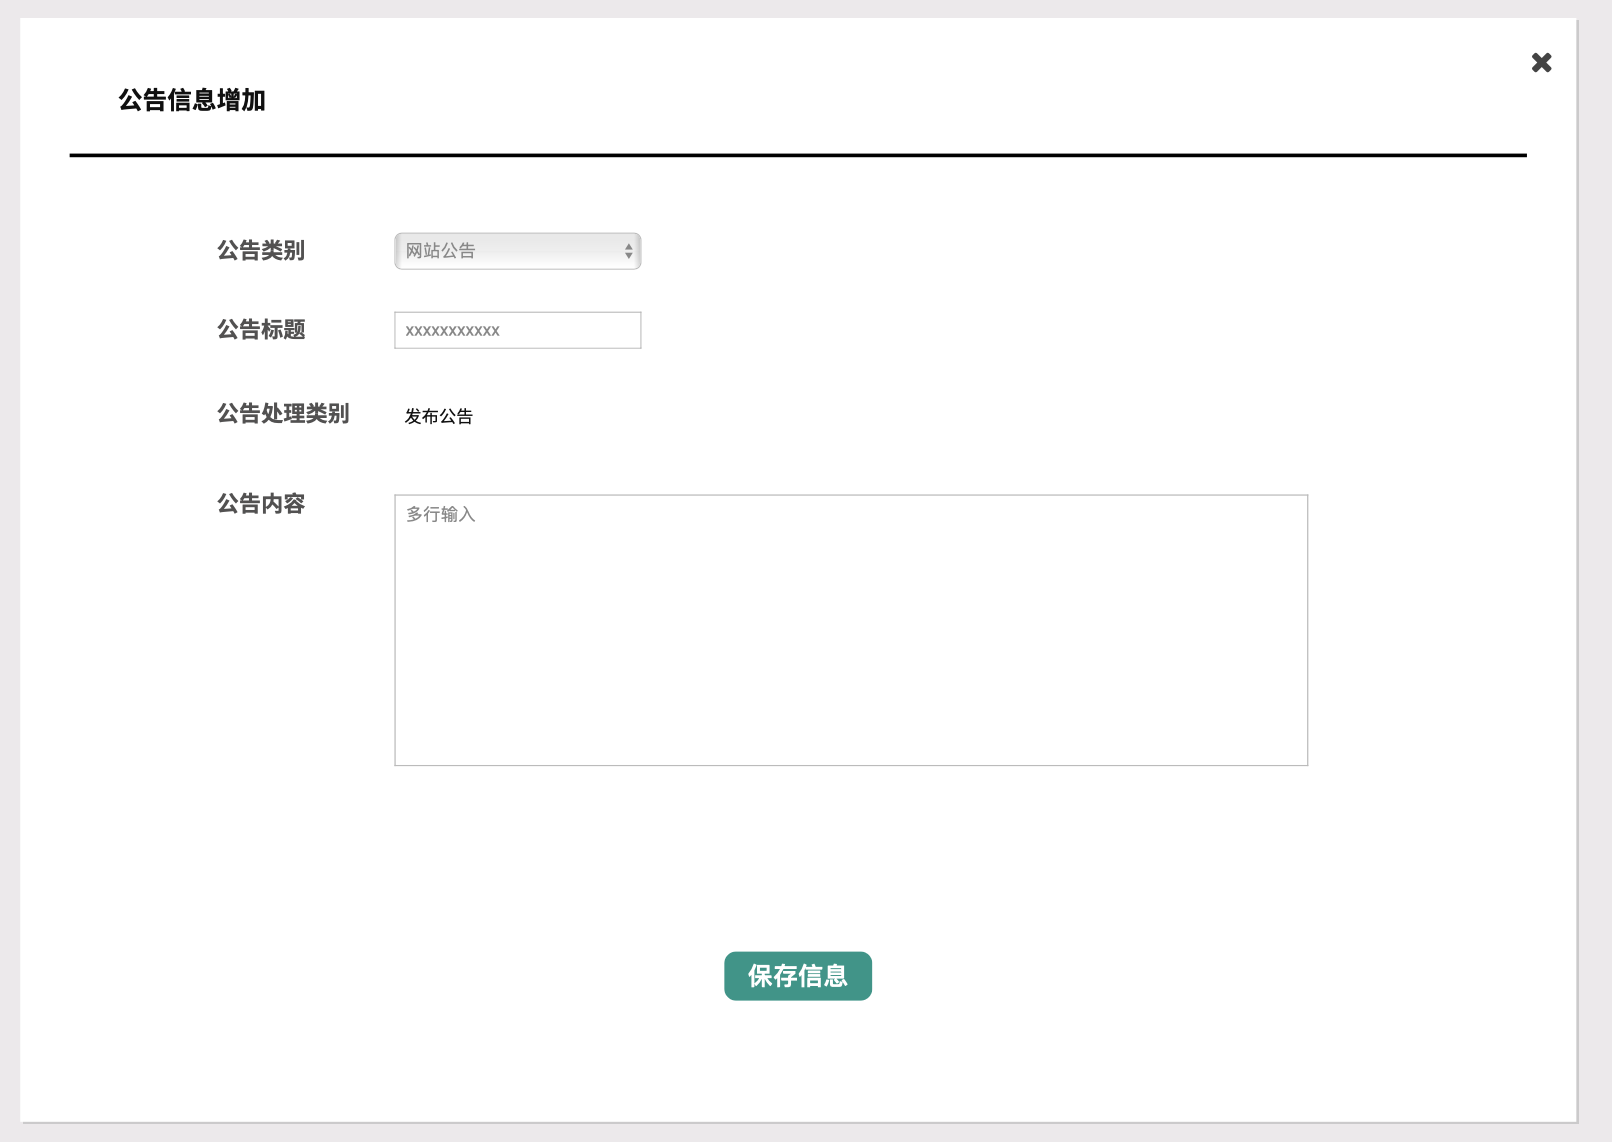 公告信息增加
公告类别 网站公告
公告标题 xxxxxxxxxxx
公告处理类别 发布公告
公告内容 多行输入
保存信息